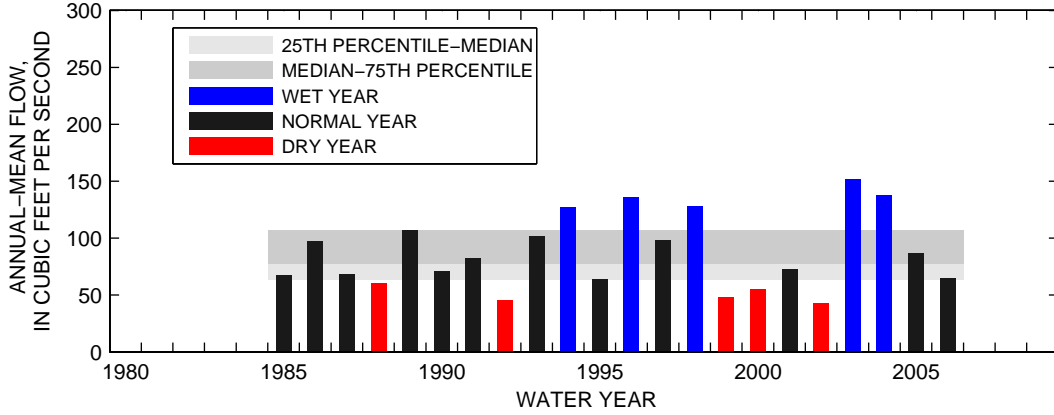 300
250
200
150
100
50
0
ANNUAL−MEAN FLOW,
IN CUBIC FEET PER SECOND
25TH PERCENTILE−MEDIAN
MEDIAN−75TH PERCENTILE
WET YEAR
NORMAL YEAR
DRY YEAR
1980 1985 1990 1995 2000 2005
WATER YEAR